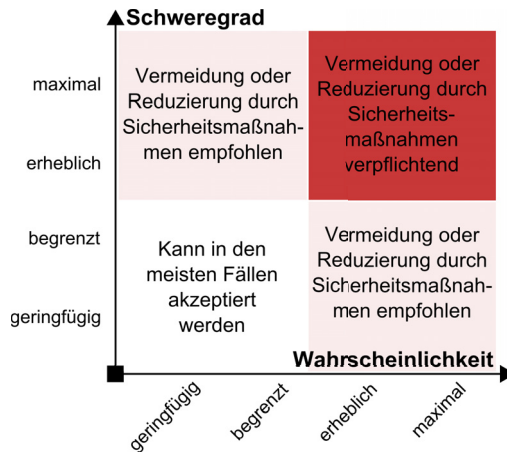 Schweregrad
maximal
erheblich
begrenzt
geringfügig
Vermeidung oder
Reduzierung durch
Sicherheitsmaßnah-
men empfohlen
Vermeidung oder
Reduzierung durch
Sicherheits-
maßnahmen
verpflichtend
Kann in den
meisten Fällen
akzeptiert
werden
Vermeidung oder
Reduzierung durch
Sicherheitsmaßnah-
men empfohlen
Wahrscheinlichkeit
geringfügig
begrenzt
erheblich
maximal